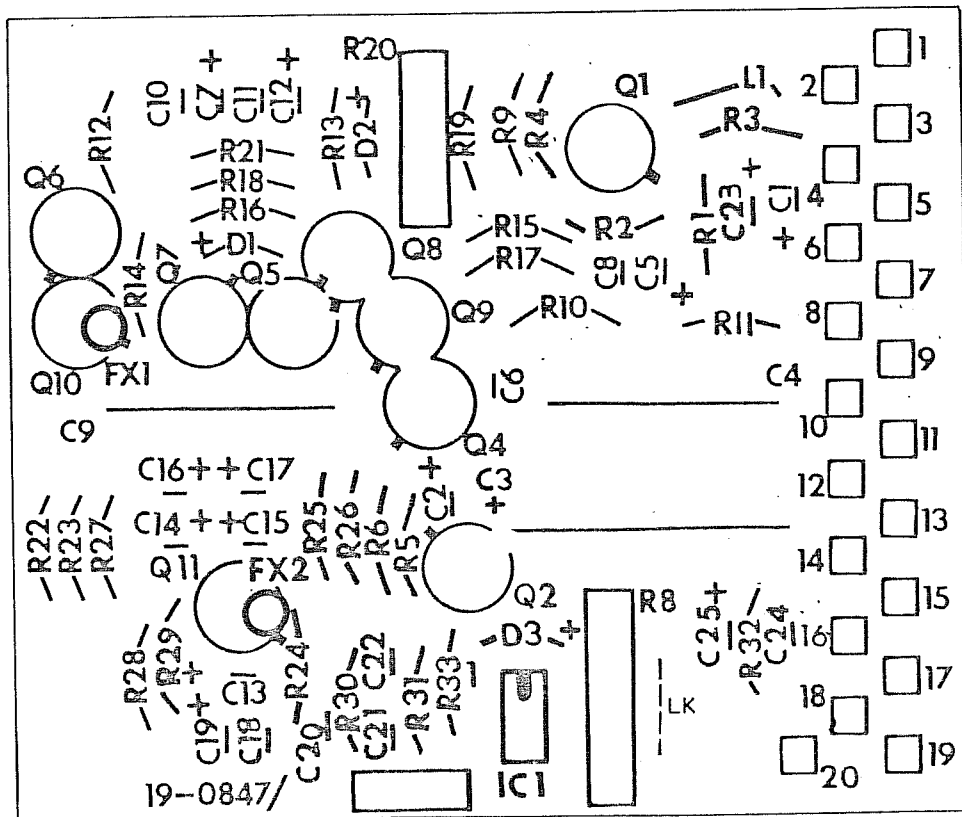 R20
1
C10
C7 +
C11
C12 +
Q1
L1
2
R12
R13
D2 +
R19
R9
R4
R3
3
R21
Q6
R18
R16
R1
C23 +
C1 +
4
5
+ D1
Q8
R15
R2
6
R14
Q7
Q5
R17
C8
C5 +
7
Q9
R10
R11
8
Q10
FX1
9
C6
C4
C9
10
Q4
11
C16 + + C17
C2 +
C3 +
12
R22
R23
R27
C14 + + C15
R25
R26
R6
R5
13
Q11
FX2
14
Q2
R8
15
R28
R29
R24
D3 +
C25 +
R32
C24
16
C13
R30
C22
R31
R33
17
LK
C19 +
C18
C20
C21
18
19-0847/
IC1
20
19